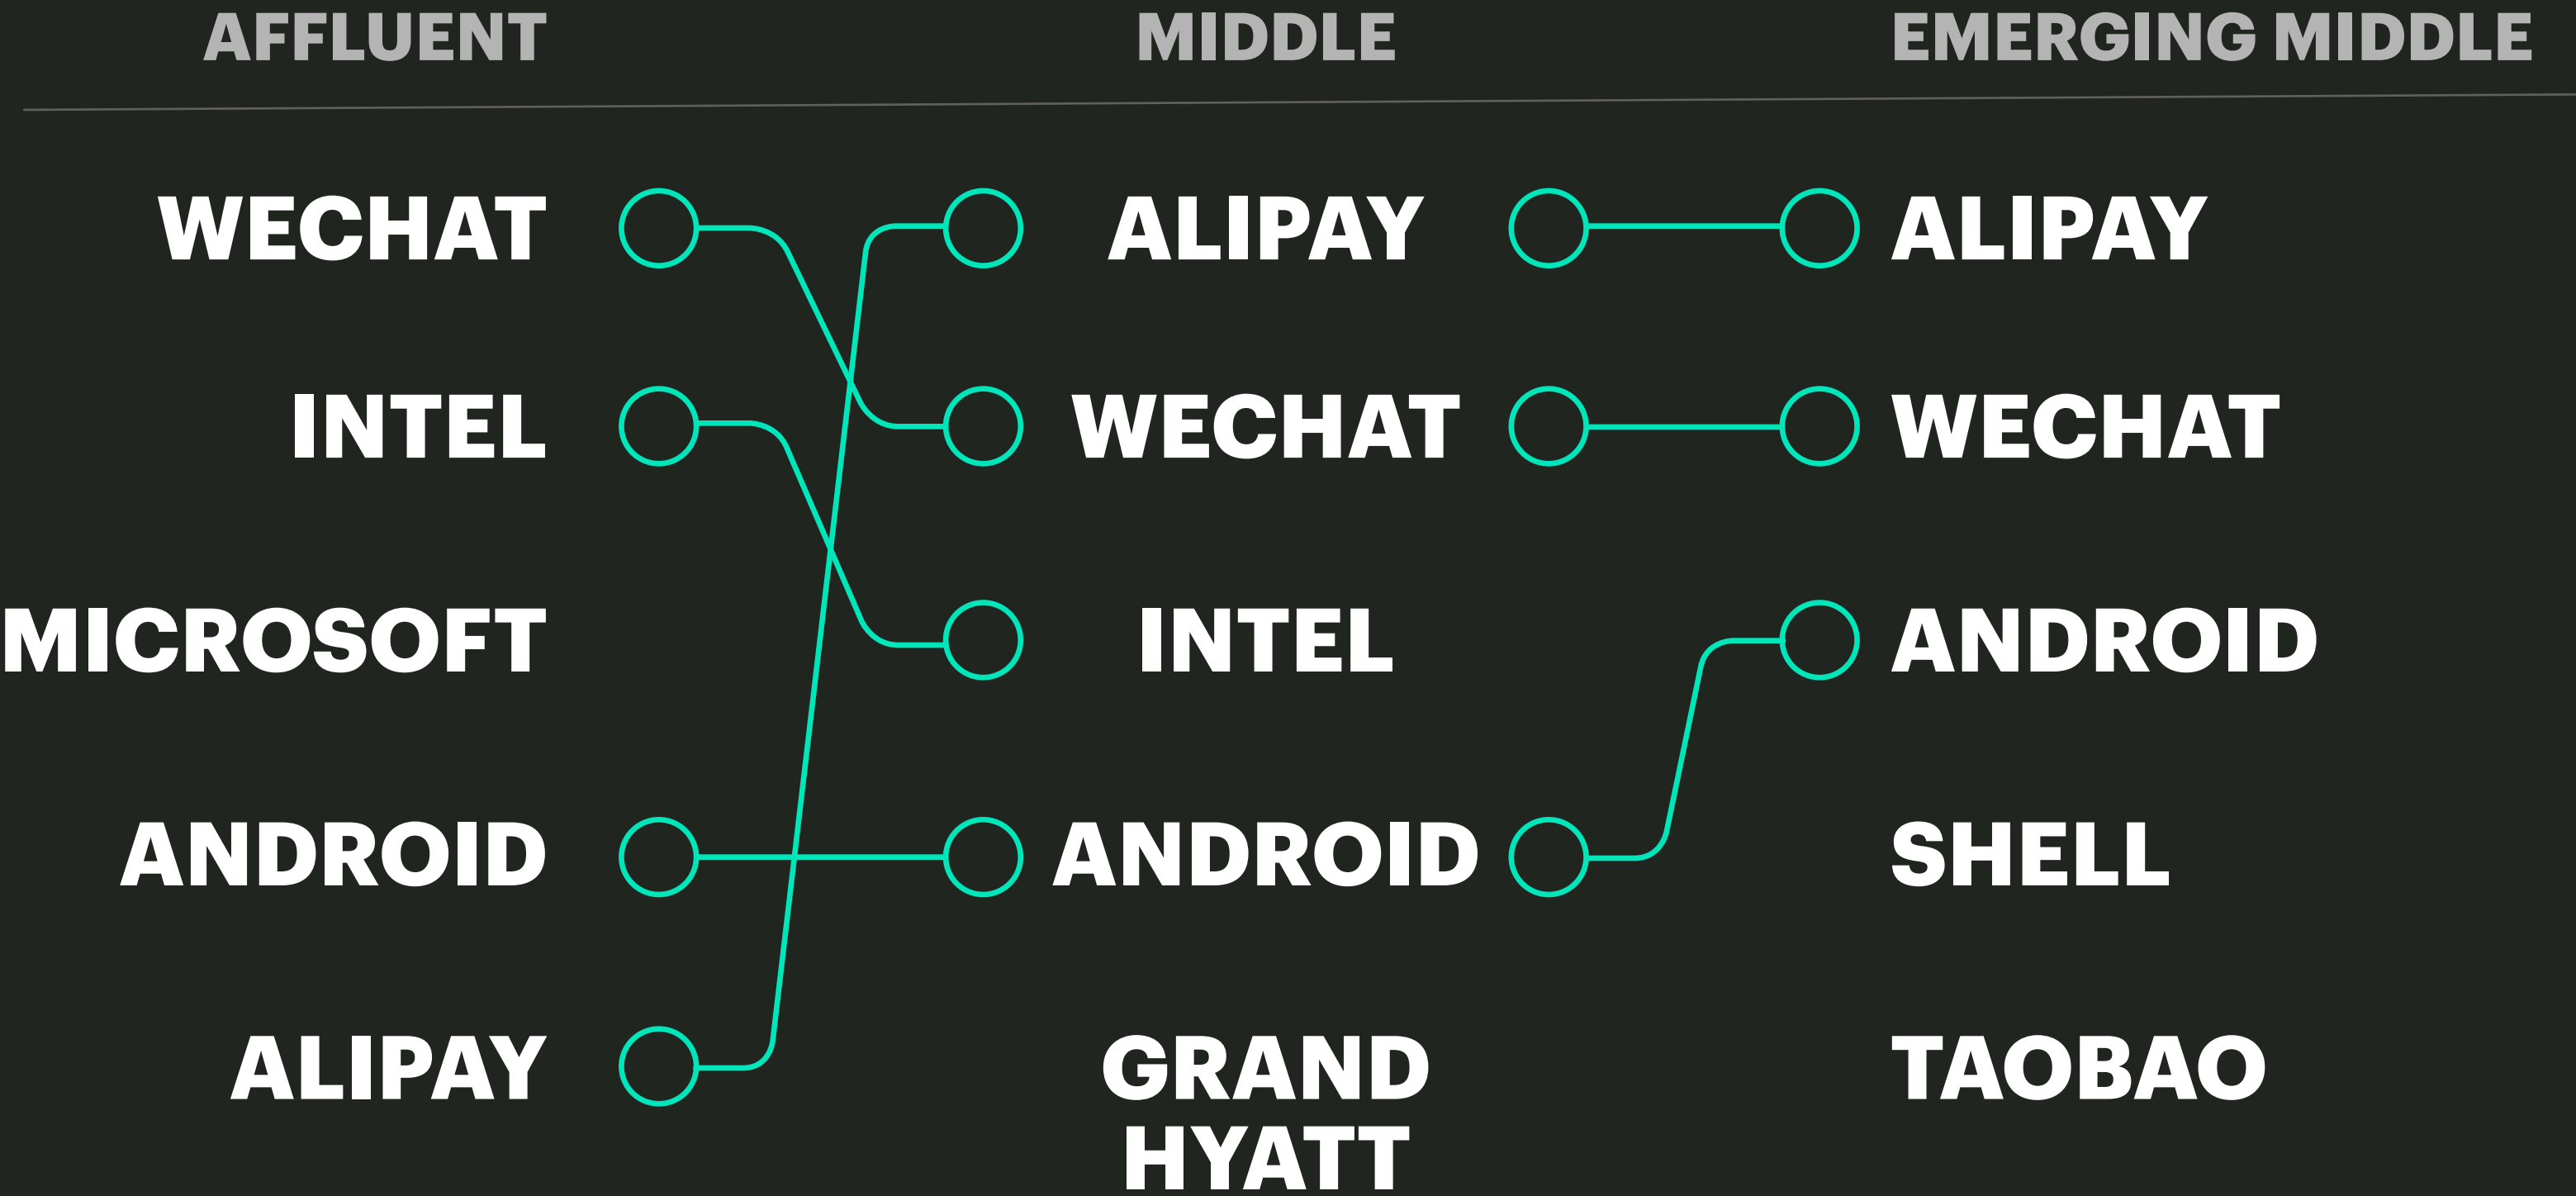 AFFLUENT MIDDLE EMERGING MIDDLE
WECHAT ALIPAY ALIPAY
INTEL WECHAT WECHAT
MICROSOFT INTEL ANDROID
ANDROID ANDROID SHELL
ALIPAY GRAND TAOBAO
HYATT